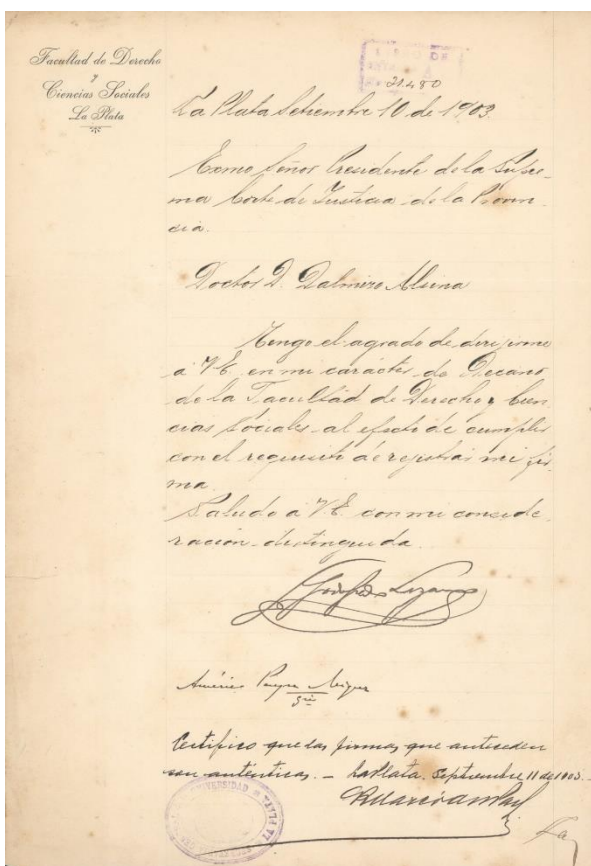 Facultad de Derecho
y
Ciencias Sociales
La Plata
21.480
La Plata Setiembre 10 de 1903.
Exmo Señor Presidente de la Supre-
ma Corte de Justicia de la Provin-
cia.
Doctor D. Dalmiro Alsina
Tengo el agrado de dirijirme
a V.E. en mi carácter de Decano
de la Facultad de Derecho y Cien-
cias Sociales al efecto de cumplir
con el requisito de registrar mi fir-
ma.
Saludo a V.E. con mi conside-
racion distinguida.
Certifico que las firmas que anteceden
son auténticas. — La Plata, Septiembre 11 de 1903. -